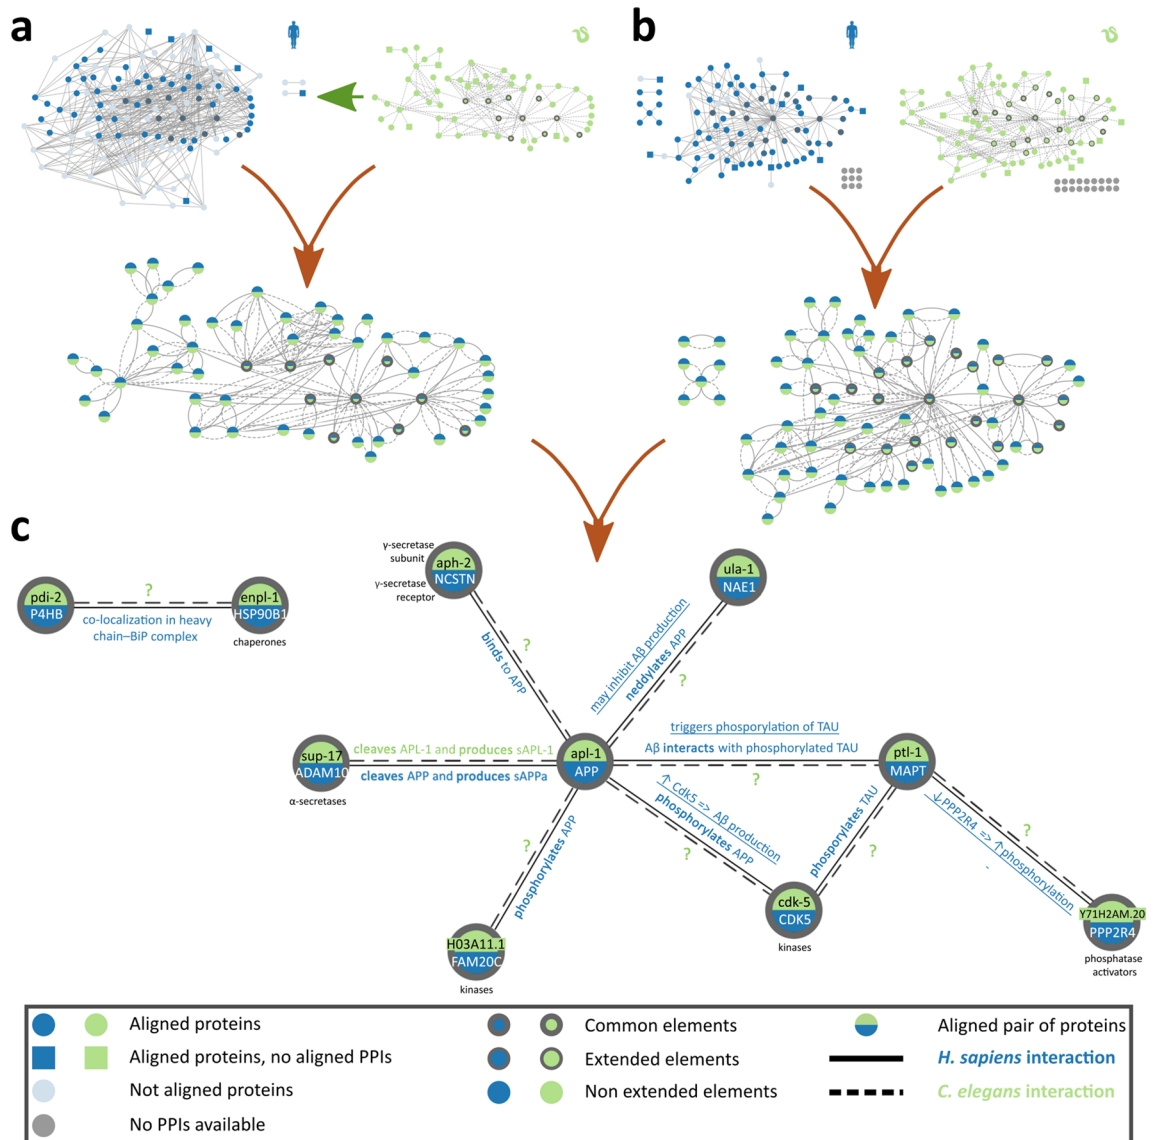 a
b
c
γ-secretase
subunit
γ-secretase
receptor
aph-2
NCSTN
ula-1
NAE1
pdi-2
P4HB
?
co-localization in heavy
chain–BiP complex
enpl-1
HSP90B1
chaperones
?
binds to APP
may inhibit Aβ production
neddylates APP
?
sup-17
ADAM10
α-secretases
cleaves APL-1 and produces sAPL-1
cleaves APP and produces sAPPa
apl-1
APP
triggers phosporylation of TAU
Aβ interacts with phosphorylated TAU
?
ptl-1
MAPT
?
phosphorylates APP
↑ Cdk5 => Aβ production
phosphorylates APP
?
phosporylates TAU
?
↓PPP2R4 => ↑phosphorylation
-
?
H03A11.1
FAM20C
kinases
cdk-5
CDK5
kinases
Y71H2AM.20
PPP2R4
phosphatase
activators
Aligned proteins
Aligned proteins, no aligned PPIs
Not aligned proteins
No PPIs available
Common elements
Extended elements
Non extended elements
Aligned pair of proteins
H. sapiens interaction
C. elegans interaction